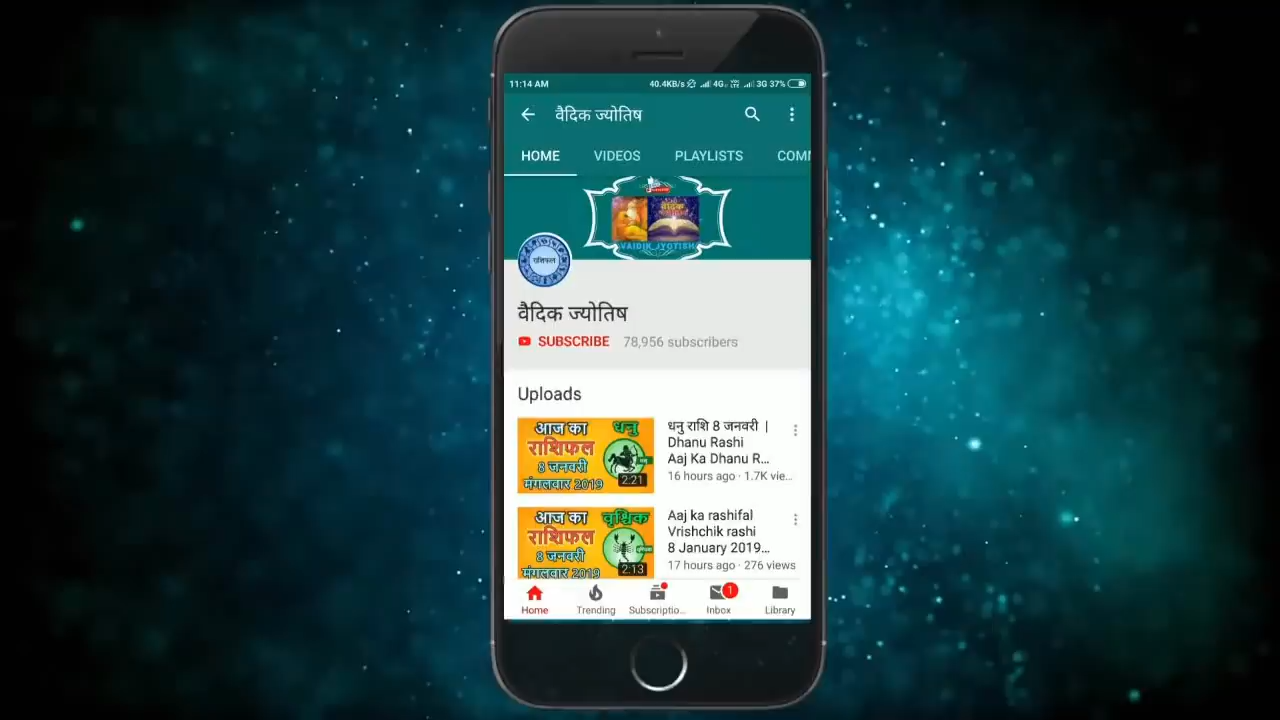 11:14 AM 40.4KB/s 4G 3G 37%
वैदिक ज्योतिष
HOME VIDEOS PLAYLISTS COMM
वैदिक
VAIDIK JYOTISH
राशिफल
वैदिक ज्योतिष
SUBSCRIBE 78,956 subscribers
Uploads
आज का धनु
राशिफल
8 जनवरी
मंगलवार 2019
2:21
धनु राशि 8 जनवरी |
Dhanu Rashi
Aaj Ka Dhanu R...
16 hours ago · 1.7K vie...
आज का वृश्चिक
राशिफल
8 जनवरी
मंगलवार 2019
2:13
Aaj ka rashifal
Vrishchik rashi
8 January 2019...
17 hours ago · 276 views
Home Trending Subscriptio... Inbox 1 Library